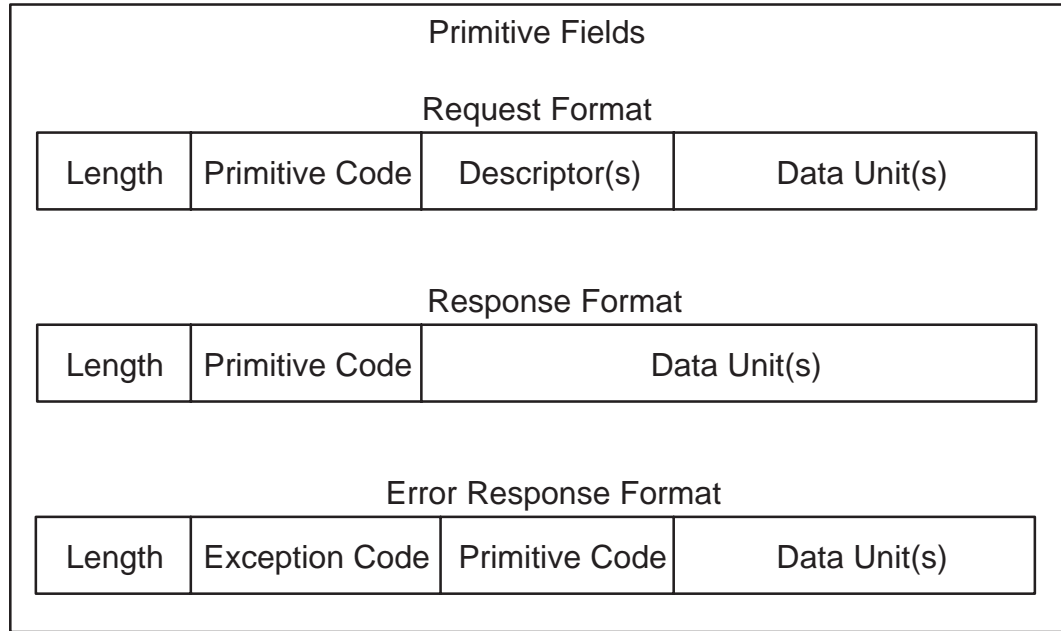 Primitive Fields
Request Format
Length Primitive Code Descriptor(s) Data Unit(s)
Response Format
Length Primitive Code Data Unit(s)
Error Response Format
Length Exception Code Primitive Code Data Unit(s)